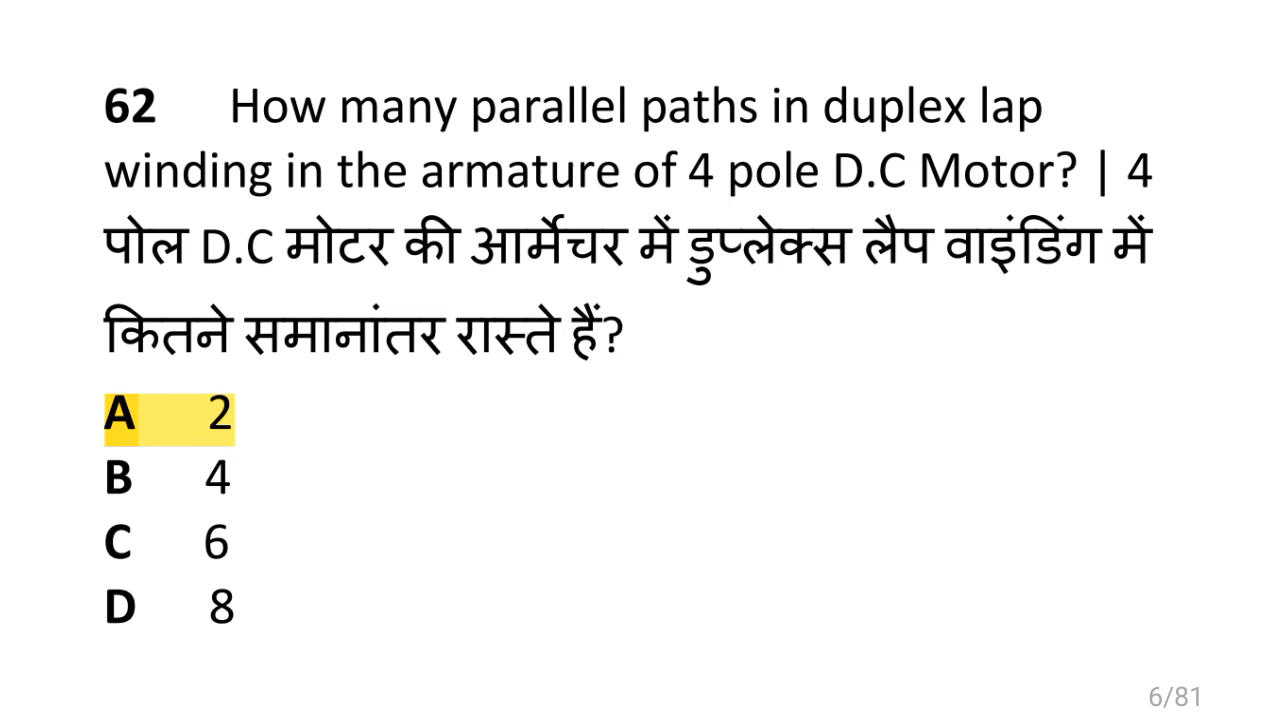 62 How many parallel paths in duplex lap
winding in the armature of 4 pole D.C Motor? | 4
पोल D.C मोटर की आर्मेचर में डुप्लेक्स लैप वाइंडिंग में
कितने समानांतर रास्ते हैं?
A 2
B 4
C 6
D 8
6/81